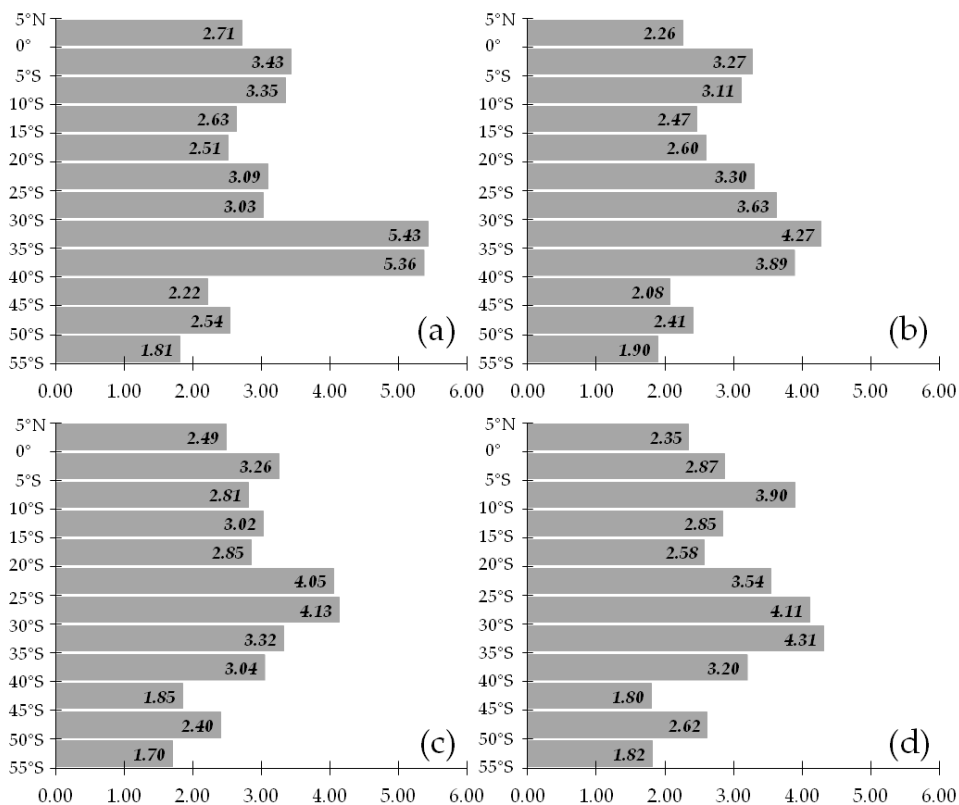 5°N
2.71
0°
3.43
5°S
3.35
10°S
2.63
15°S
2.51
20°S
3.09
25°S
3.03
30°S
5.43
35°S
5.36
40°S
2.22
45°S
2.54
50°S
1.81
55°S
(a)
0.00 1.00 2.00 3.00 4.00 5.00 6.00
5°N
2.26
0°
3.27
5°S
3.11
10°S
2.47
15°S
2.60
20°S
3.30
25°S
3.63
30°S
4.27
35°S
3.89
40°S
2.08
45°S
2.41
50°S
1.90
55°S
(b)
0.00 1.00 2.00 3.00 4.00 5.00 6.00
5°N
2.49
0°
3.26
5°S
2.81
10°S
3.02
15°S
2.85
20°S
4.05
25°S
4.13
30°S
3.32
35°S
3.04
40°S
1.85
45°S
2.40
50°S
1.70
55°S
(c)
0.00 1.00 2.00 3.00 4.00 5.00 6.00
5°N
2.35
0°
2.87
5°S
3.90
10°S
2.85
15°S
2.58
20°S
3.54
25°S
4.11
30°S
4.31
35°S
3.20
40°S
1.80
45°S
2.62
50°S
1.82
55°S
(d)
0.00 1.00 2.00 3.00 4.00 5.00 6.00